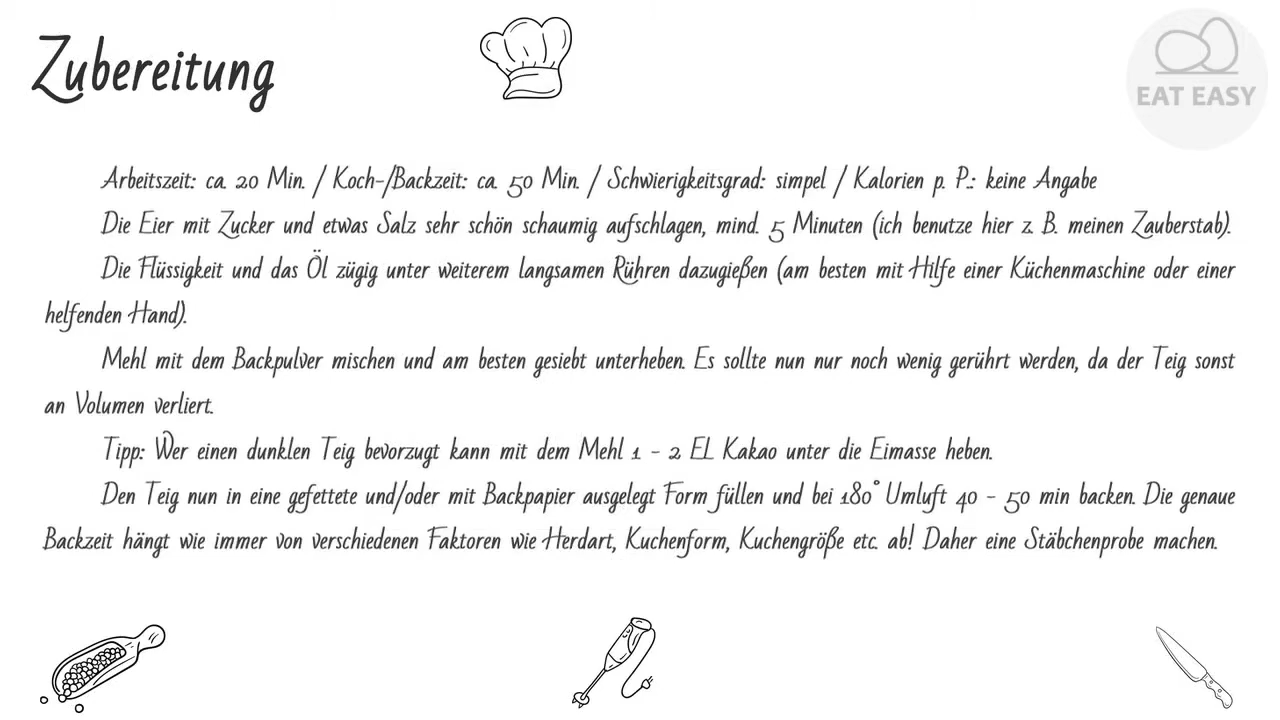 Zubereitung
EAT EASY
Arbeitszeit: ca. 20 Min. / Koch-/Backzeit: ca. 50 Min. / Schwierigkeitsgrad: simpel / Kalorien p. P.: keine Angabe
Die Eier mit Zucker und etwas Salz sehr schön schaumig aufschlagen, mind. 5 Minuten (ich benutze hier z. B. meinen Zauberstab).
Die Flüssigkeit und das Öl zügig unter weiterem langsamen Rühren dazugießen (am besten mit Hilfe einer Küchenmaschine oder einer
helfenden Hand).
Mehl mit dem Backpulver mischen und am besten gesiebt unterheben. Es sollte nun nur noch wenig gerührt werden, da der Teig sonst
an Volumen verliert.
Tipp: Wer einen dunklen Teig bevorzugt kann mit dem Mehl 1 - 2 EL Kakao unter die Eimasse heben.
Den Teig nun in eine gefettete und/oder mit Backpapier ausgelegt Form füllen und bei 180° Umluft 40 - 50 min backen. Die genaue
Backzeit hängt wie immer von verschiedenen Faktoren wie Herdart, Kuchenform, Kuchengröße etc. ab! Daher eine Stäbchenprobe machen.